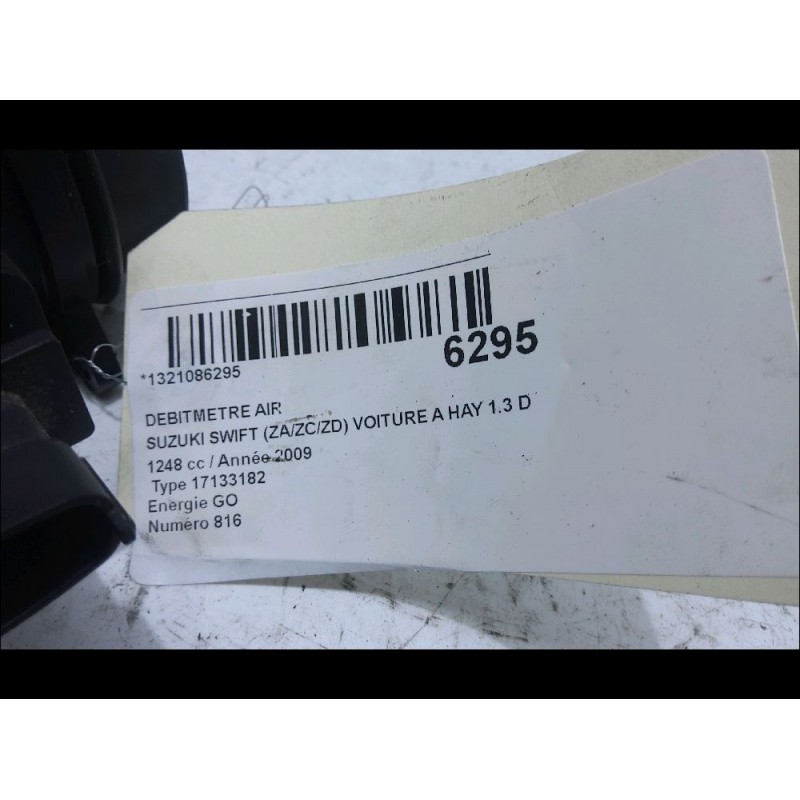 *1321086295
6295
DEBITMETRE AIR
SUZUKI SWIFT (ZA/ZC/ZD) VOITURE A HAY 1.3 D
1248 cc / Année 2009
Type 17133182
Energie GO
Numéro 816